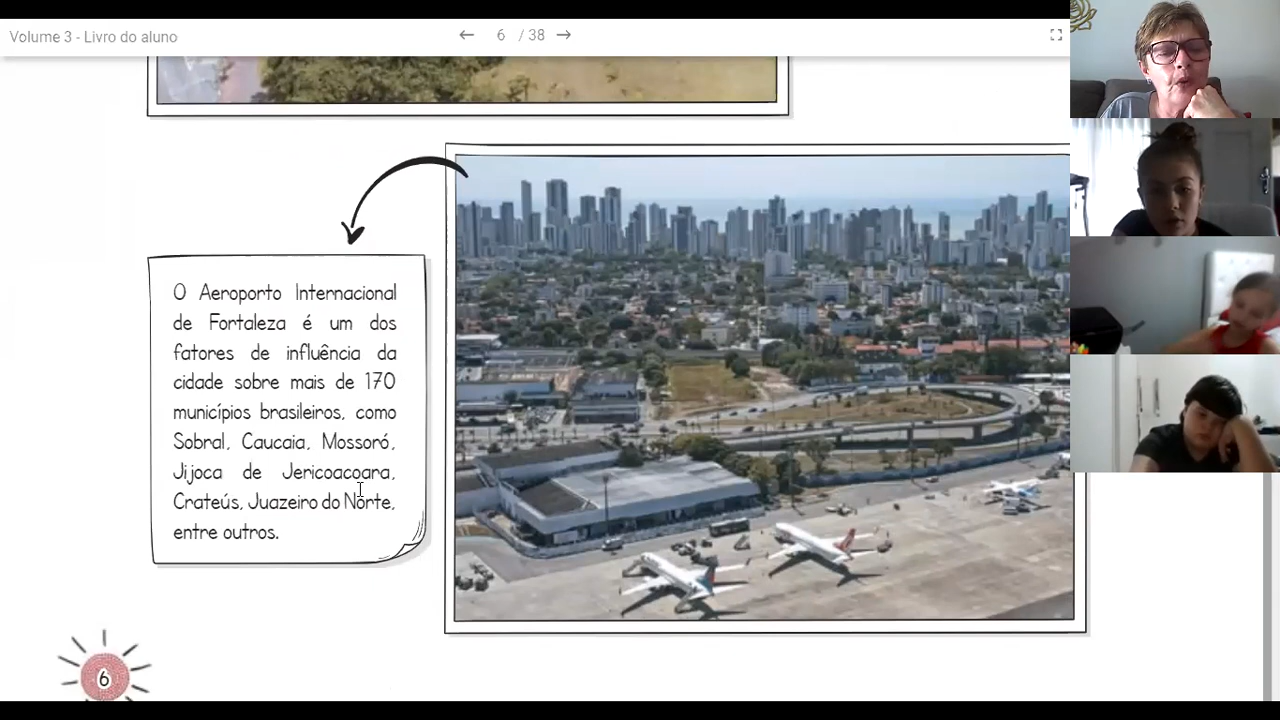 Volume 3 - Livro do aluno
6 / 38
O Aeroporto Internacional
de Fortaleza é um dos
fatores de influência da
cidade sobre mais de 170
municípios brasileiros, como
Sobral, Caucaia, Mossoró,
Jijoca de Jericoacoara,
Crateús, Juazeiro do Norte,
entre outros.
6